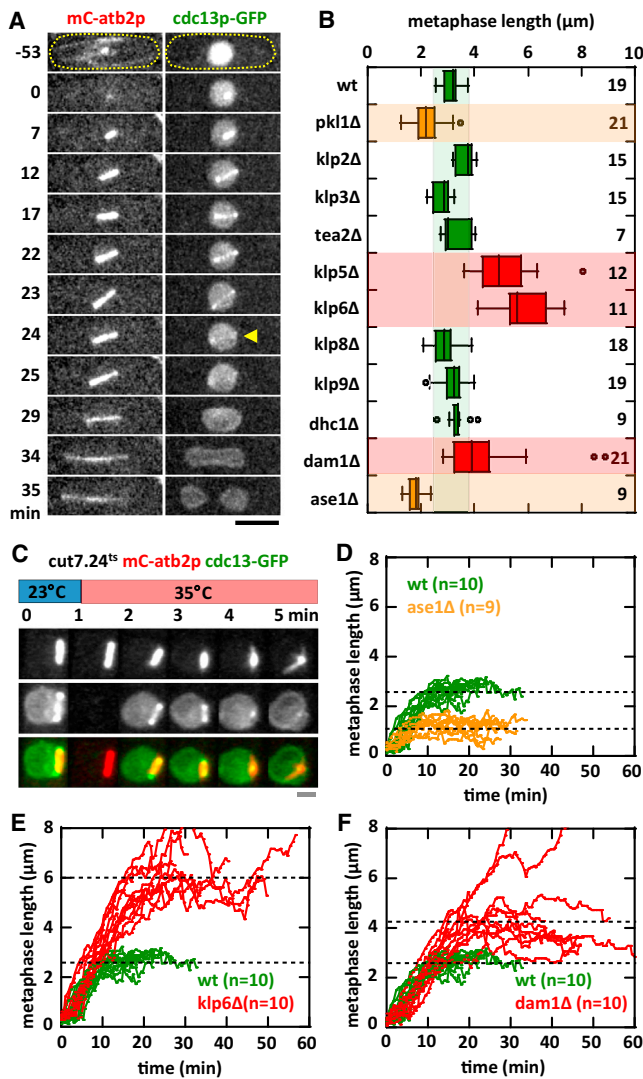 A
mC-atb2p cdc13p-GFP
-53
0
7
12
17
22
23
24
25
29
34
35
min
B
metaphase length (μm)
0 2 4 6 8 10
wt 19
pkl1Δ 21
klp2Δ 15
klp3Δ 15
tea2Δ 7
klp5Δ 12
klp6Δ 11
klp8Δ 18
klp9Δ 19
dhc1Δ 9
dam1Δ 21
ase1Δ 9
C
cut7.24ts mC-atb2p cdc13-GFP
23°C 35°C
0 1 2 3 4 5 min
D
metaphase length (μm)
8
6
4
2
0
wt (n=10)
ase1Δ (n=9)
0 10 20 30 40 50 60
time (min)
E
metaphase length (μm)
8
6
4
2
0
wt (n=10)
klp6Δ(n=10)
0 10 20 30 40 50 60
time (min)
F
metaphase length (μm)
8
6
4
2
0
wt (n=10)
dam1Δ (n=10)
0 10 20 30 40 50 60
time (min)